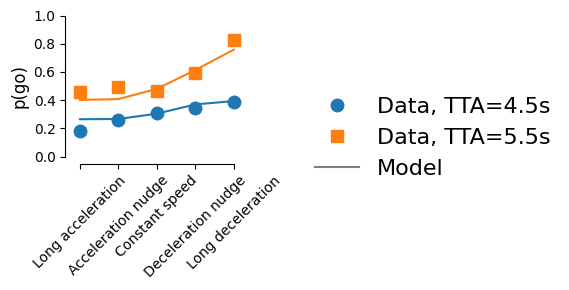 1.0
0.8
0.6
0.4
0.2
0.0
p(go)
Long acceleration
Acceleration nudge
Constant speed
Deceleration nudge
Long deceleration
Data, TTA=4.5s
Data, TTA=5.5s
Model